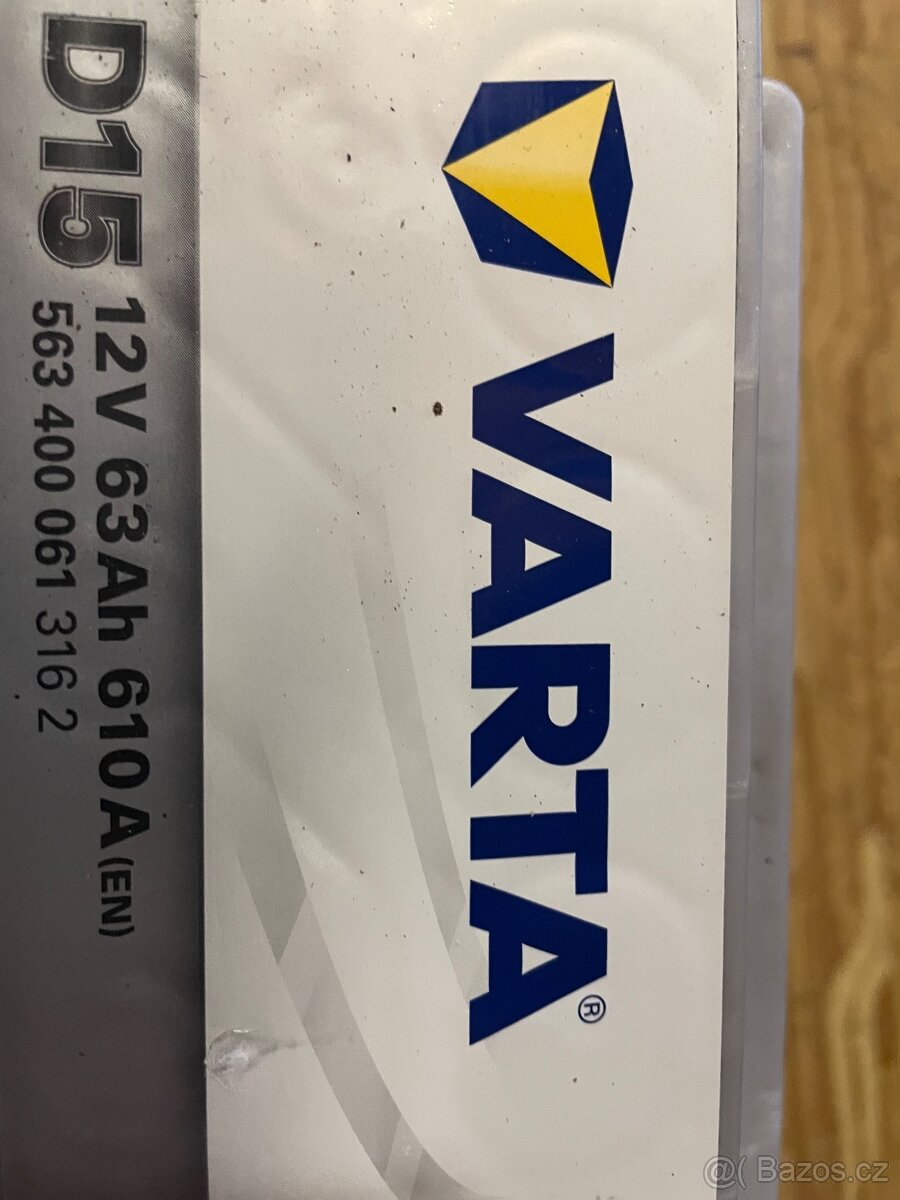 VARTA®
D15 12V 63Ah 610A (EN)
563 400 061 316 2
@( Bazos.cz